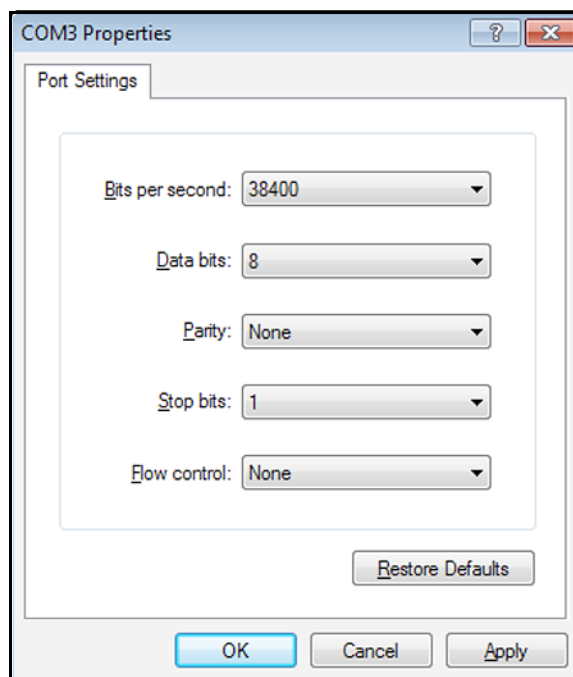 COM3 Properties
?
Port Settings
Bits per second: 38400
Data bits: 8
Parity: None
Stop bits: 1
Flow control: None
Restore Defaults
OK Cancel Apply